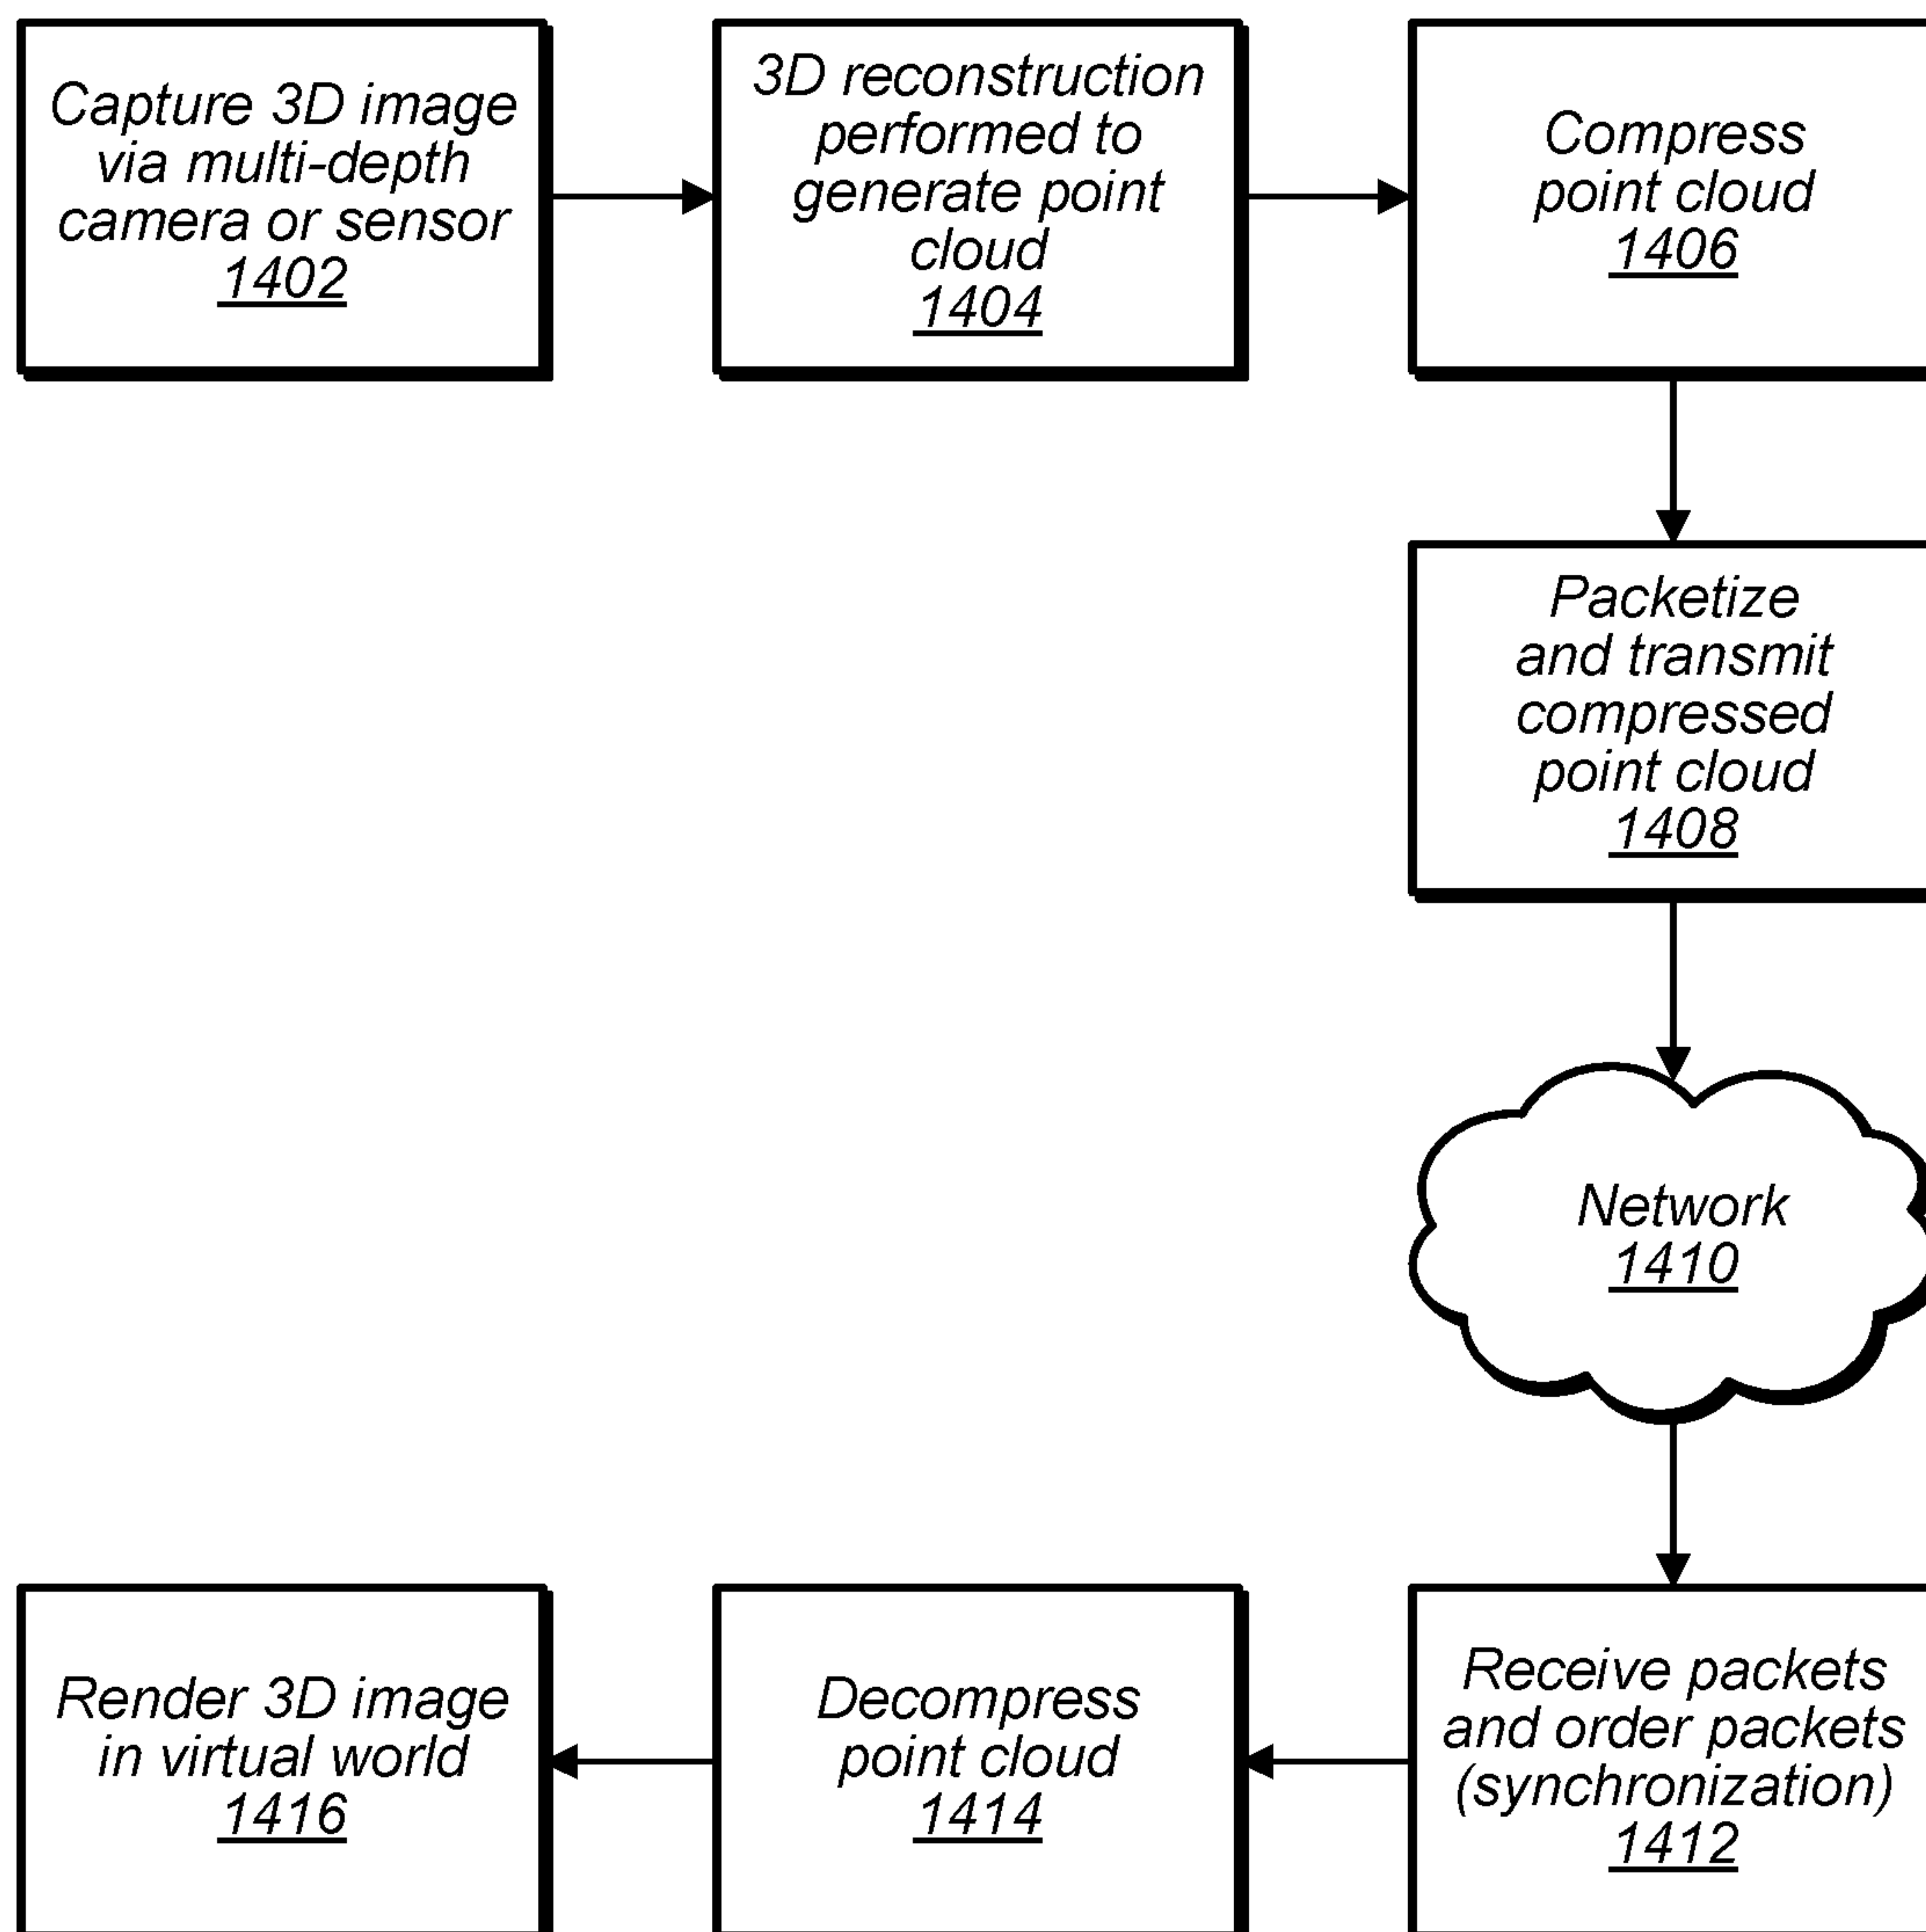 Capture 3D image
via multi-depth
camera or sensor
1402
3D reconstruction
performed to
generate point
cloud
1404
Compress
point cloud
1406
Packetize
and transmit
compressed
point cloud
1408
Network
1410
Receive packets
and order packets
(synchronization)
1412
Decompress
point cloud
1414
Render 3D image
in virtual world
1416